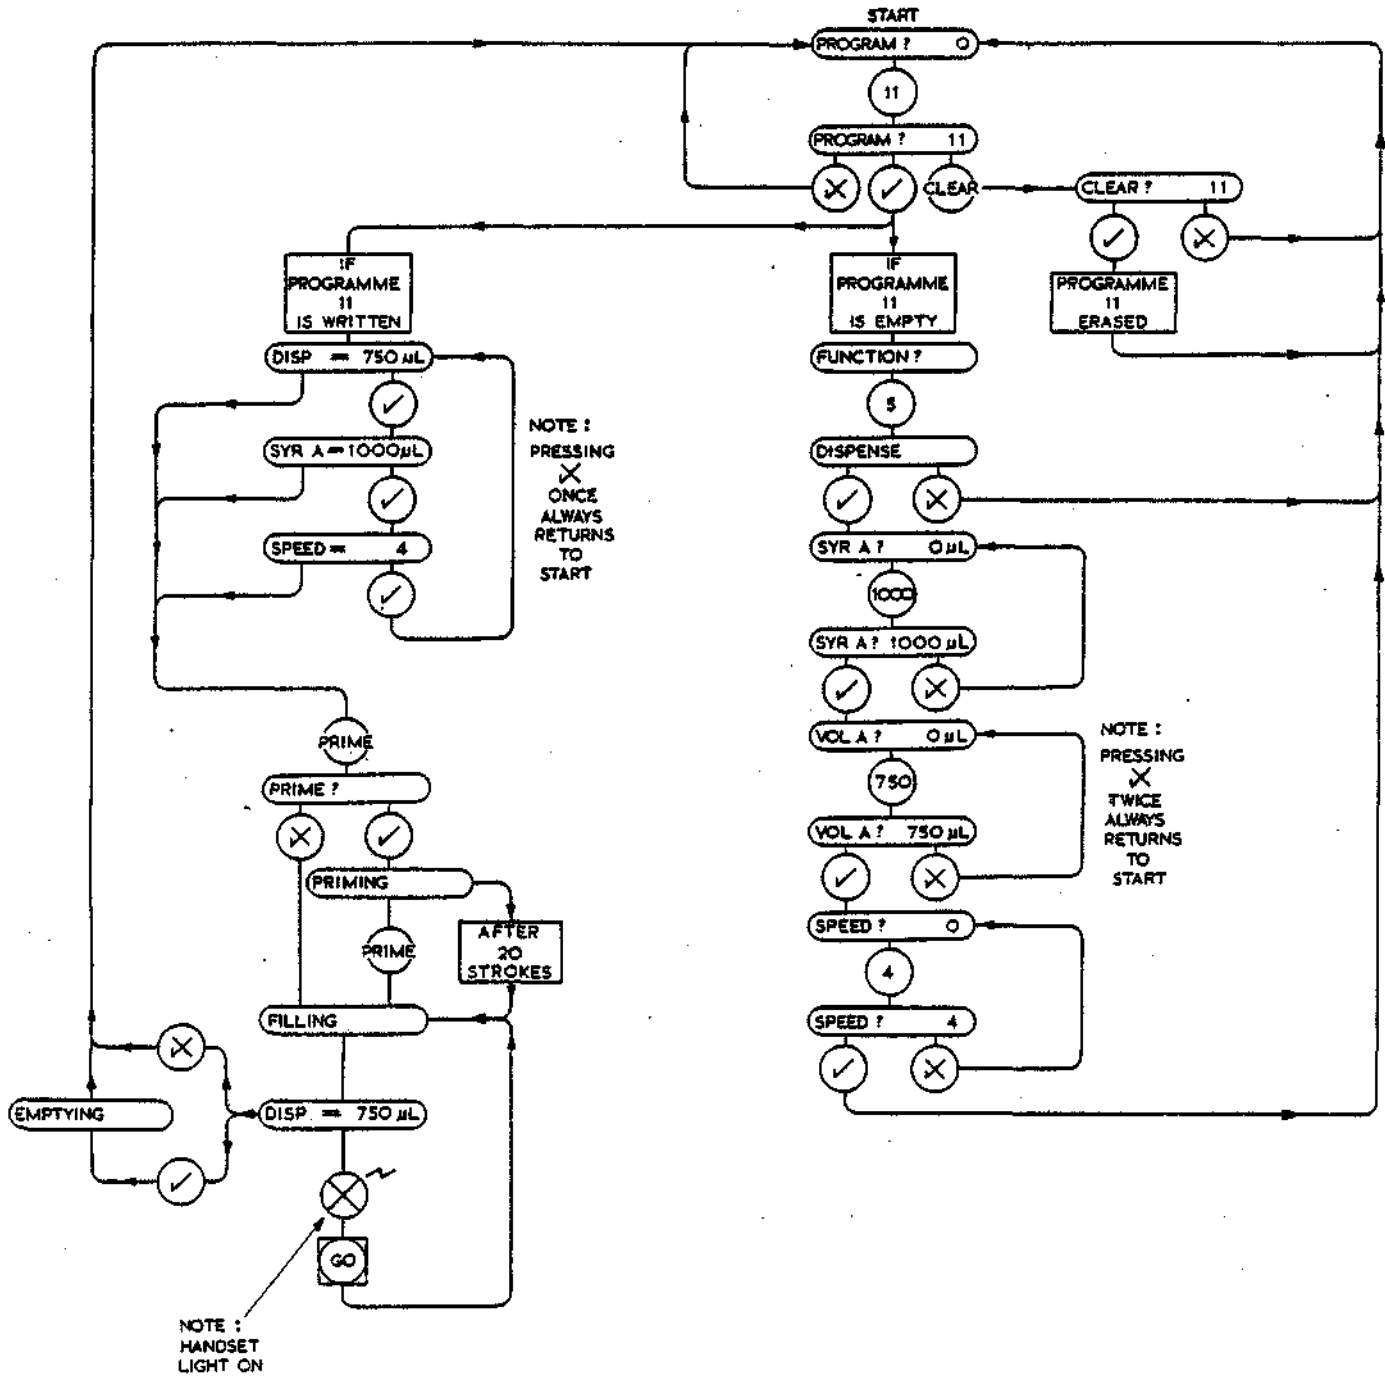 START
PROGRAM ? 0
11
PROGRAM ? 11
CLEAR
CLEAR ? 11
IF
PROGRAMME
11
IS WRITTEN
IF
PROGRAMME
11
IS EMPTY
PROGRAMME
11
ERASED
DISP = 750 µL
FUNCTION ?
5
SYR A = 1000 µL
DISPENSE
SPEED = 4
NOTE :
PRESSING
X
ONCE
ALWAYS
RETURNS
TO
START
SYR A ? 0 µL
1000
SYR A ? 1000 µL
VOL A ? 0 µL
750
VOL A ? 750 µL
NOTE :
PRESSING
X
TWICE
ALWAYS
RETURNS
TO
START
SPEED ? 0
4
SPEED ? 4
PRIME
PRIME ?
PRIMING
PRIME
AFTER
20
STROKES
FILLING
EMPTYING
DISP. = 750 µL
GO
NOTE :
HANDSET
LIGHT ON